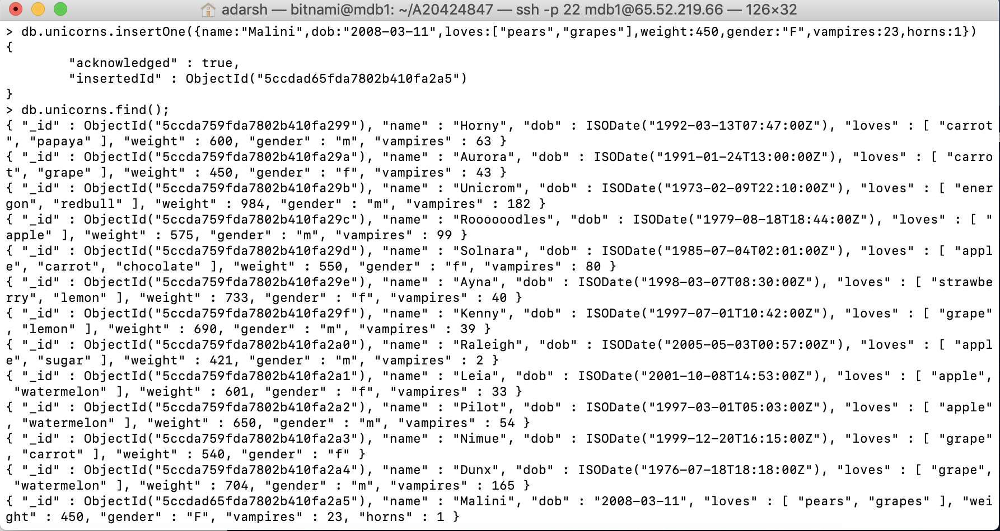 adarsh — bitnami@mdb1: ~/A20424847 — ssh -p 22 mdb1@65.52.219.66 — 126×32
> db.unicorns.insertOne({name:"Malini",dob:"2008-03-11",loves:["pears","grapes"],weight:450,gender:"F",vampires:23,horns:1})
{
        "acknowledged" : true,
        "insertedId" : ObjectId("5ccdad65fda7802b410fa2a5")
}
> db.unicorns.find();
{ "_id" : ObjectId("5ccda759fda7802b410fa299"), "name" : "Horny", "dob" : ISODate("1992-03-13T07:47:00Z"), "loves" : [ "carrot
", "papaya" ], "weight" : 600, "gender" : "m", "vampires" : 63 }
{ "_id" : ObjectId("5ccda759fda7802b410fa29a"), "name" : "Aurora", "dob" : ISODate("1991-01-24T13:00:00Z"), "loves" : [ "carro
t", "grape" ], "weight" : 450, "gender" : "f", "vampires" : 43 }
{ "_id" : ObjectId("5ccda759fda7802b410fa29b"), "name" : "Unicrom", "dob" : ISODate("1973-02-09T22:10:00Z"), "loves" : [ "ener
gon", "redbull" ], "weight" : 984, "gender" : "m", "vampires" : 182 }
{ "_id" : ObjectId("5ccda759fda7802b410fa29c"), "name" : "Roooooodles", "dob" : ISODate("1979-08-18T18:44:00Z"), "loves" : [ "
apple" ], "weight" : 575, "gender" : "m", "vampires" : 99 }
{ "_id" : ObjectId("5ccda759fda7802b410fa29d"), "name" : "Solnara", "dob" : ISODate("1985-07-04T02:01:00Z"), "loves" : [ "appl
e", "carrot", "chocolate" ], "weight" : 550, "gender" : "f", "vampires" : 80 }
{ "_id" : ObjectId("5ccda759fda7802b410fa29e"), "name" : "Ayna", "dob" : ISODate("1998-03-07T08:30:00Z"), "loves" : [ "strawbe
rry", "lemon" ], "weight" : 733, "gender" : "f", "vampires" : 40 }
{ "_id" : ObjectId("5ccda759fda7802b410fa29f"), "name" : "Kenny", "dob" : ISODate("1997-07-01T10:42:00Z"), "loves" : [ "grape"
, "lemon" ], "weight" : 690, "gender" : "m", "vampires" : 39 }
{ "_id" : ObjectId("5ccda759fda7802b410fa2a0"), "name" : "Raleigh", "dob" : ISODate("2005-05-03T00:57:00Z"), "loves" : [ "appl
e", "sugar" ], "weight" : 421, "gender" : "m", "vampires" : 2 }
{ "_id" : ObjectId("5ccda759fda7802b410fa2a1"), "name" : "Leia", "dob" : ISODate("2001-10-08T14:53:00Z"), "loves" : [ "apple",
 "watermelon" ], "weight" : 601, "gender" : "f", "vampires" : 33 }
{ "_id" : ObjectId("5ccda759fda7802b410fa2a2"), "name" : "Pilot", "dob" : ISODate("1997-03-01T05:03:00Z"), "loves" : [ "apple"
, "watermelon" ], "weight" : 650, "gender" : "m", "vampires" : 54 }
{ "_id" : ObjectId("5ccda759fda7802b410fa2a3"), "name" : "Nimue", "dob" : ISODate("1999-12-20T16:15:00Z"), "loves" : [ "grape"
, "carrot" ], "weight" : 540, "gender" : "f" }
{ "_id" : ObjectId("5ccda759fda7802b410fa2a4"), "name" : "Dunx", "dob" : ISODate("1976-07-18T18:18:00Z"), "loves" : [ "grape",
 "watermelon" ], "weight" : 704, "gender" : "m", "vampires" : 165 }
{ "_id" : ObjectId("5ccdad65fda7802b410fa2a5"), "name" : "Malini", "dob" : "2008-03-11", "loves" : [ "pears", "grapes" ], "wei
ght" : 450, "gender" : "F", "vampires" : 23, "horns" : 1 }